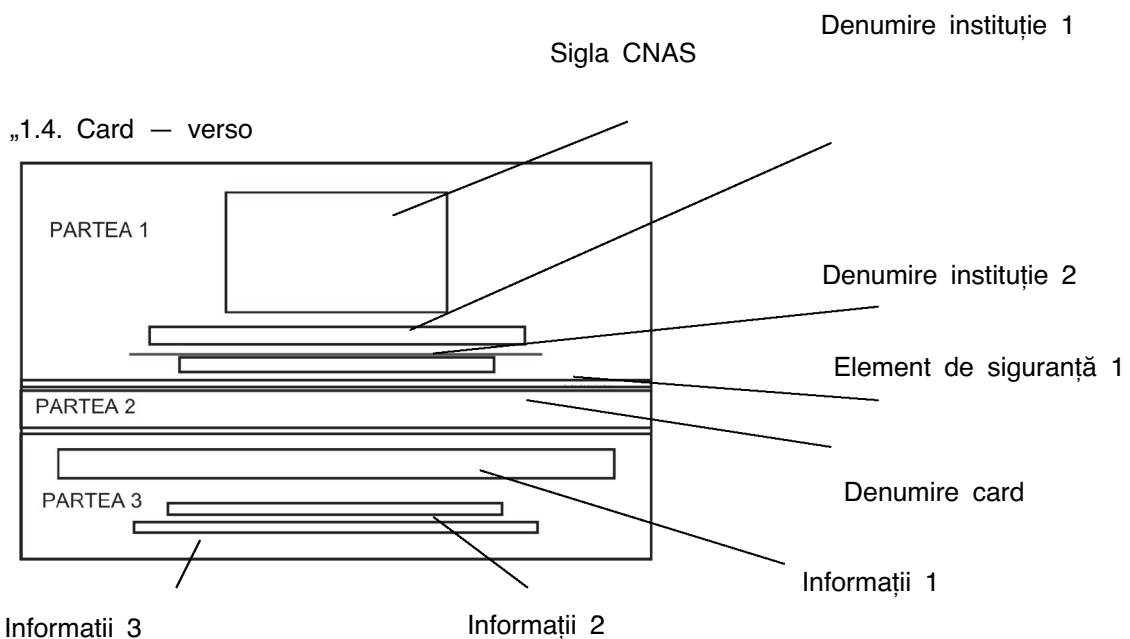 Denumire instituție 1
Sigla CNAS
„1.4. Card — verso
PARTEA 1
Denumire instituție 2
Element de siguranță 1
PARTEA 2
Denumire card
PARTEA 3
Informații 1
Informatii 3
Informații 2